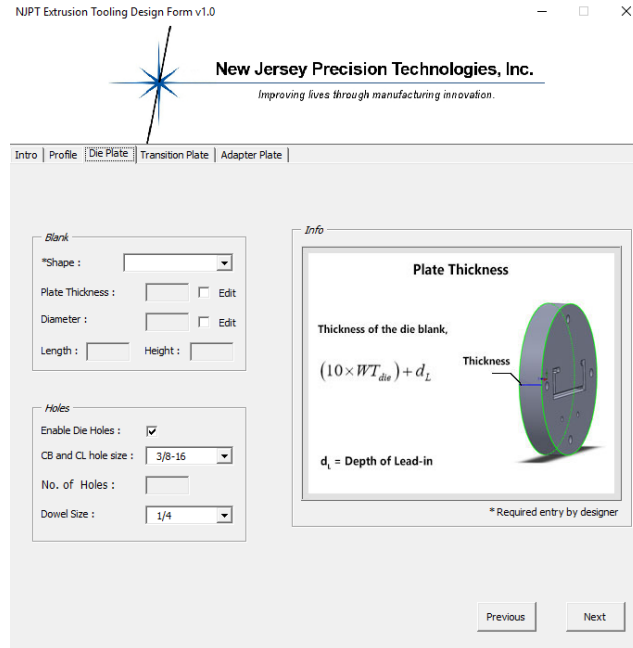 NJPT Extrusion Tooling Design Form v1.0
New Jersey Precision Technologies, Inc.
Improving lives through manufacturing innovation.
Intro | Profile | Die Plate | Transition Plate | Adapter Plate
Blank
*Shape :
Plate Thickness : Edit
Diameter : Edit
Length : Height :
Holes
Enable Die Holes :
CB and CL hole size : 3/8-16
No. of Holes :
Dowel Size : 1/4
Info
Plate Thickness
Thickness of the die blank,
(10×WT_die)+d_L
Thickness
d_L = Depth of Lead-in
* Required entry by designer
Previous Next